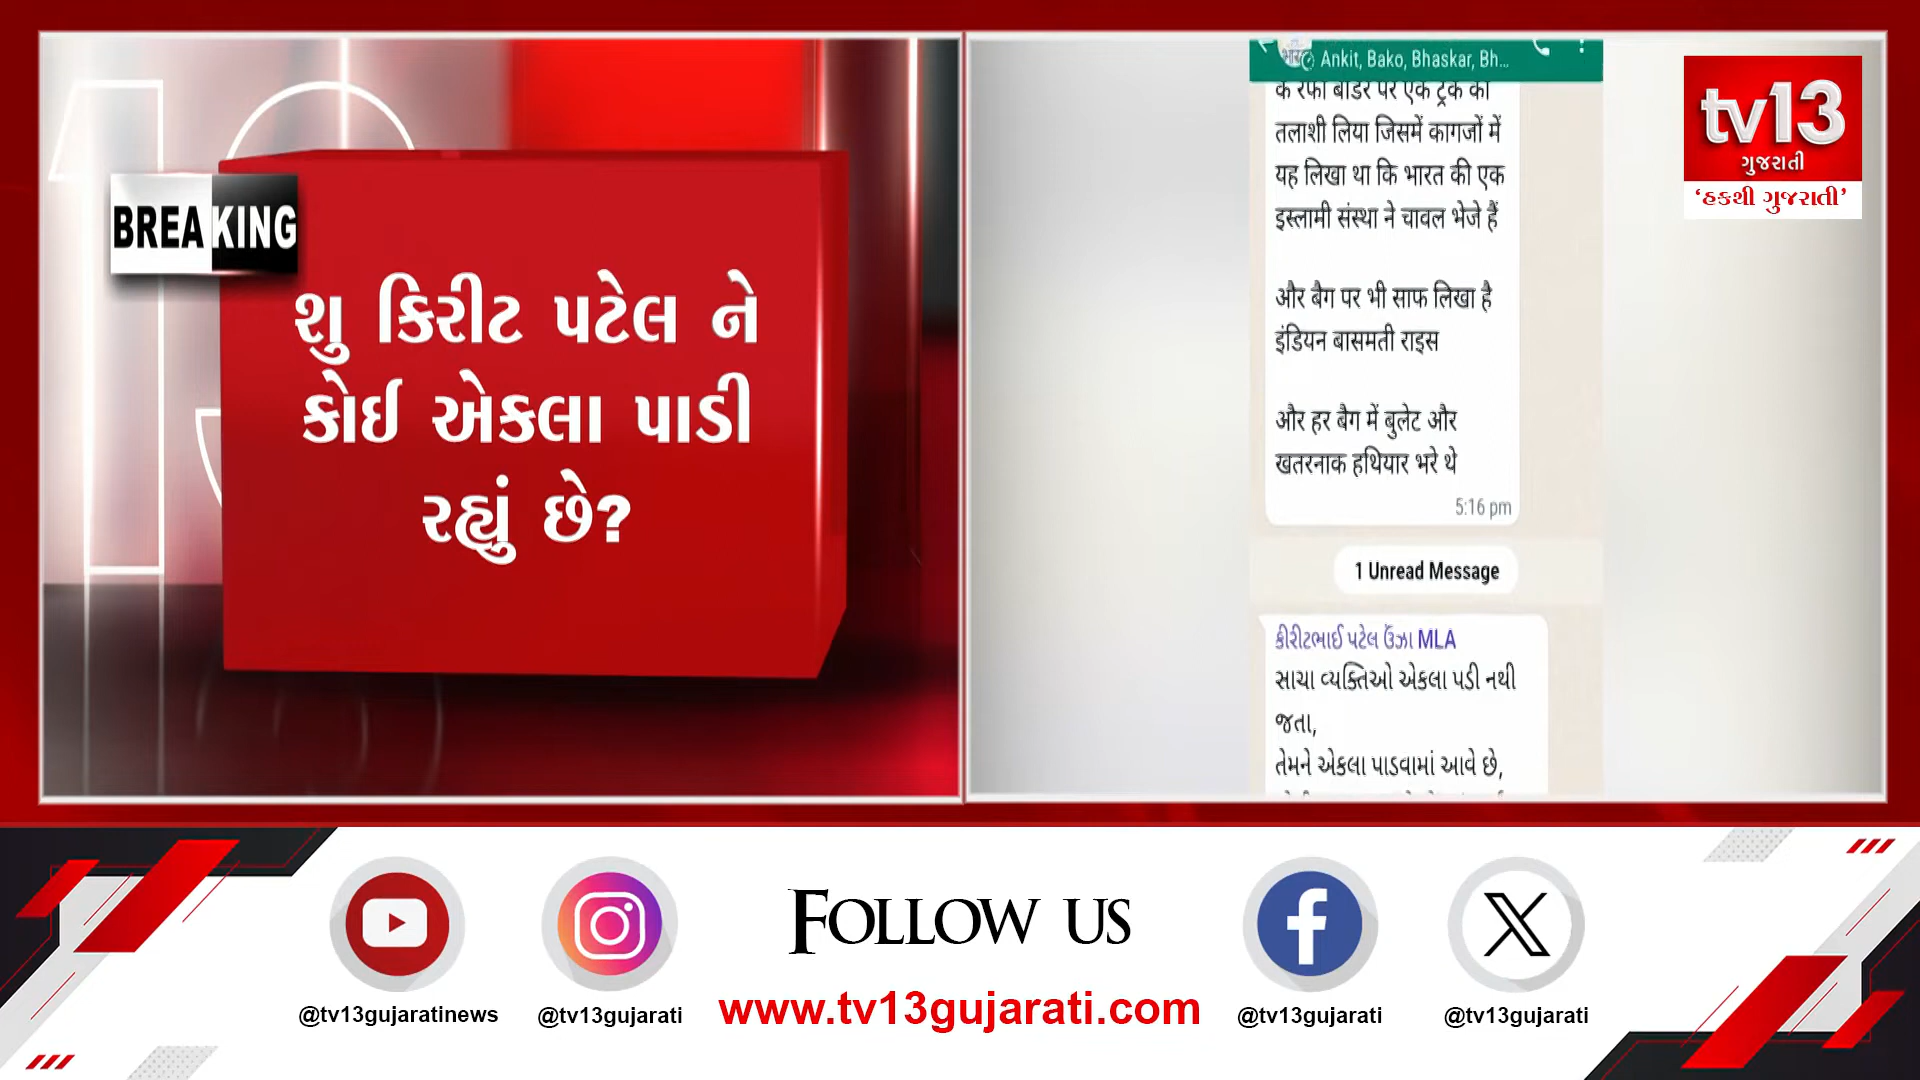 BREAKING
શુ કિરીટ પટેલ ને
કોઈ એકલા પાડી
રહ્યું છે?
Ankit, Bako, Bhaskar, Bh...
के रफा बॉडर पर एक ट्रक की
तलाशी लिया जिसमें कागजों में
यह लिखा था कि भारत की एक
इस्लामी संस्था ने चावल भेजे हैं
और बैग पर भी साफ लिखा है
इंडियन बासमती राइस
और हर बैग में बुलेट और
खतरनाक हथियार भरे थे
5:16 pm
1 Unread Message
કીરીટભાઈ પટેલ ઉંઝા MLA
સાચા વ્યક્તિઓ એકલા પડી નથી
જતા,
તેમને એકલા પાડવામાં આવે છે,
tv13
ગુજરાતી
‘હકથી ગુજરાતી’
FOLLOW US
www.tv13gujarati.com
@tv13gujaratinews
@tv13gujarati
@tv13gujarati
@tv13gujarati